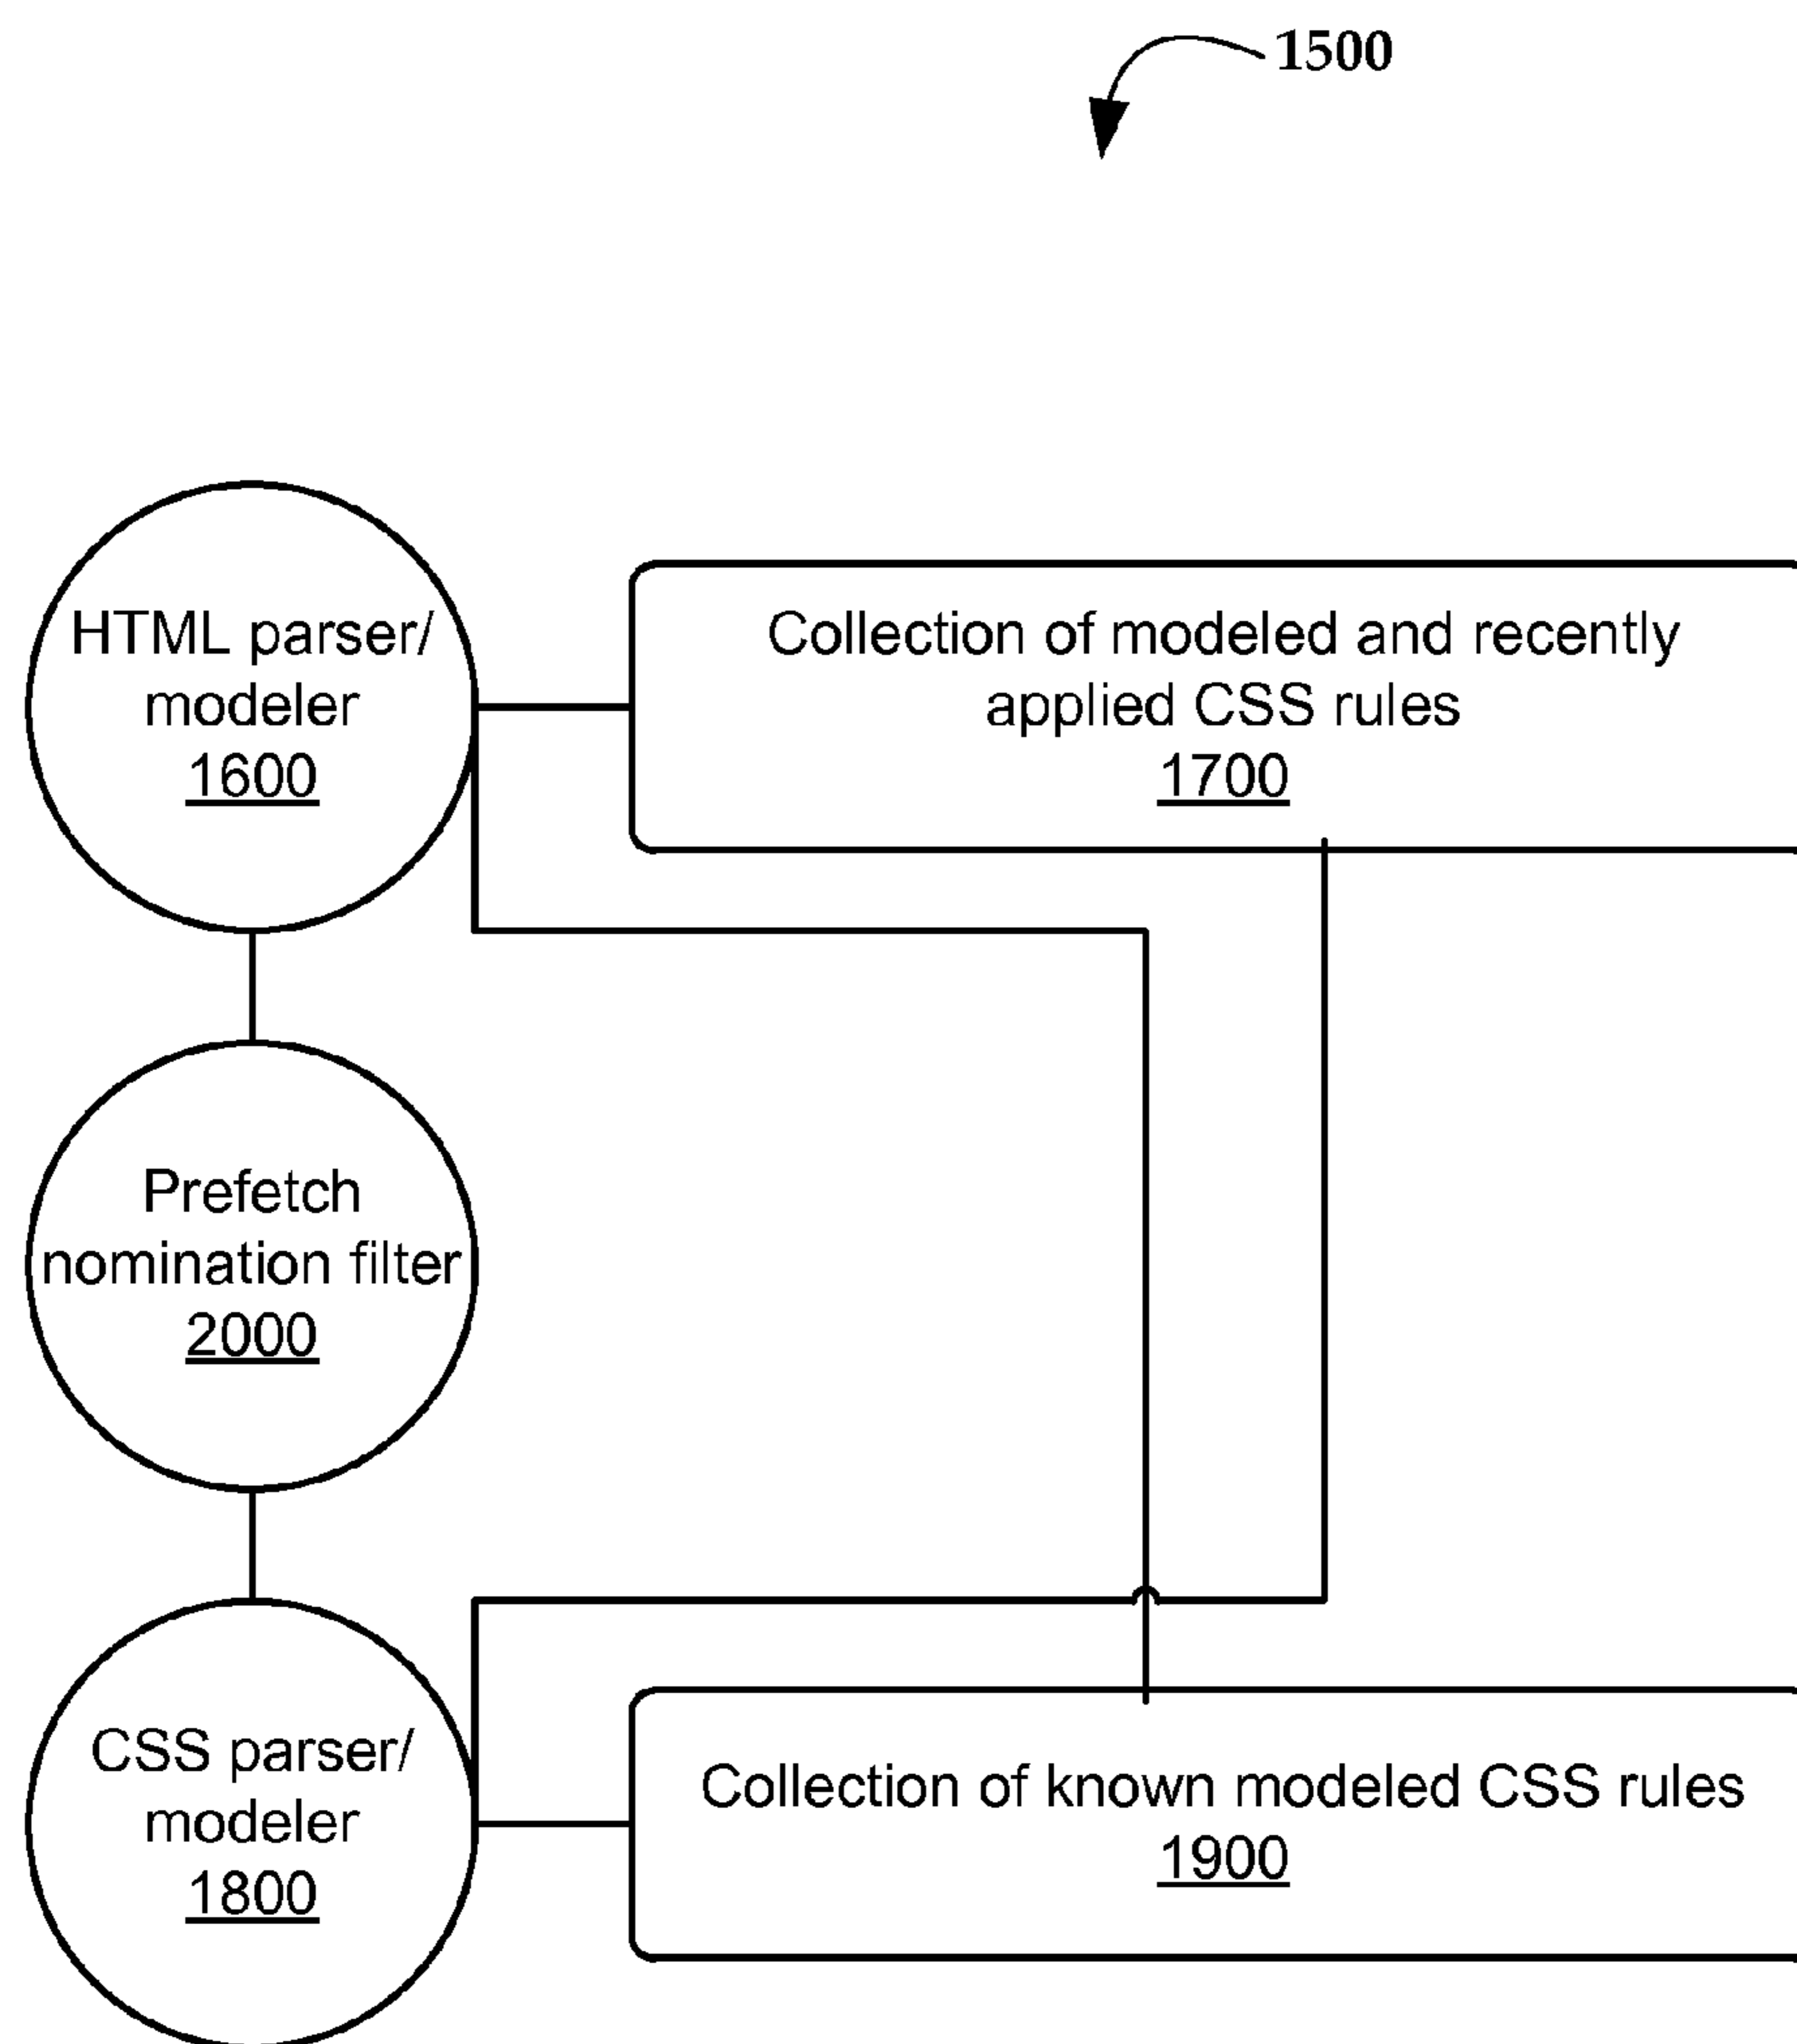 1500
HTML parser/
modeler
1600
Collection of modeled and recently
applied CSS rules
1700
Prefetch
nomination filter
2000
CSS parser/
modeler
1800
Collection of known modeled CSS rules
1900